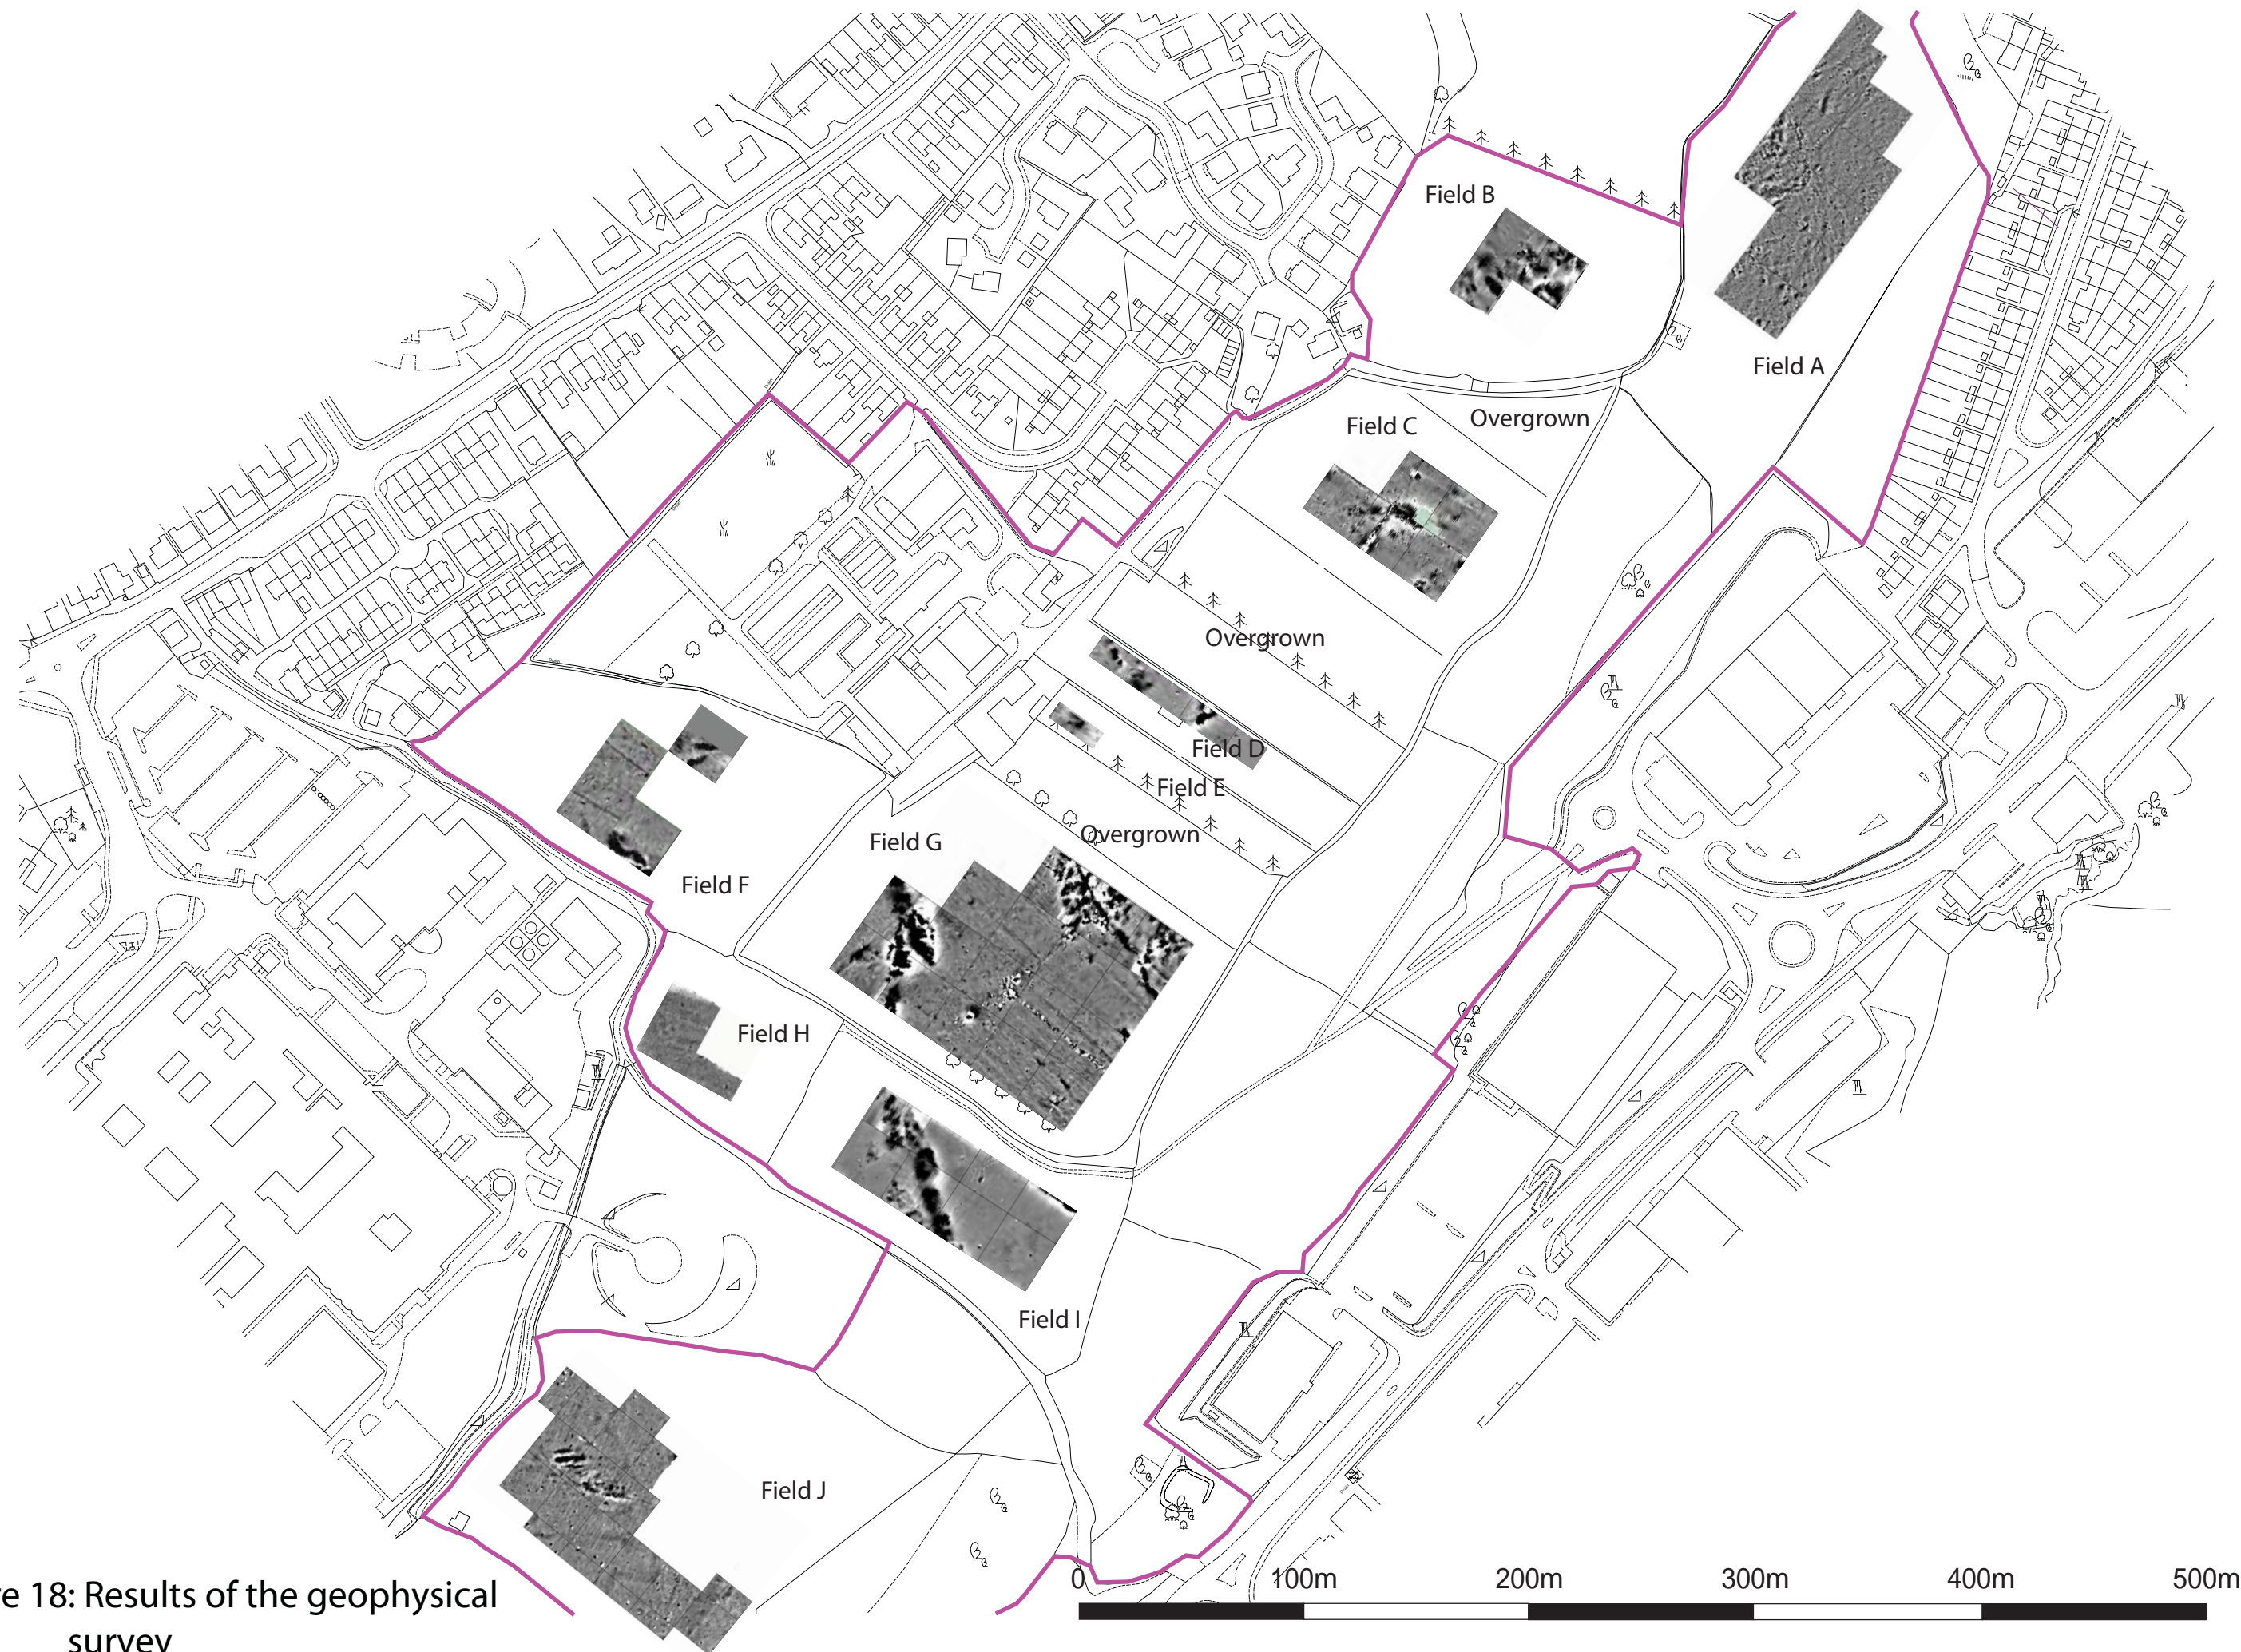 Field B
Field A
Field C
Overgrown
Overgrown
Field D
Field E
Overgrown
Field G
Field F
Field H
Field I
Field J
0 100m 200m 300m 400m 500m
e 18: Results of the geophysical
survey